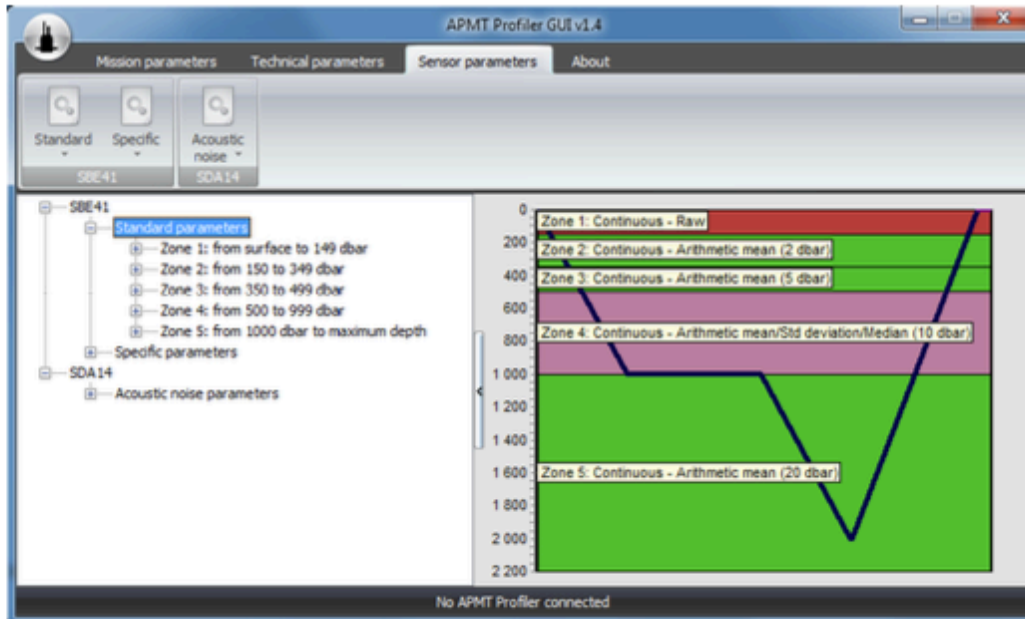 APMT Profiler GUI v1.4
Mission parameters Technical parameters Sensor parameters About
Standard Specific Acoustic noise
SBE41 SDA14
SBE41
Standard parameters
Zone 1: from surface to 149 dbar
Zone 2: from 150 to 349 dbar
Zone 3: from 350 to 499 dbar
Zone 4: from 500 to 999 dbar
Zone 5: from 1000 dbar to maximum depth
Specific parameters
SDA14
Acoustic noise parameters
0
Zone 1: Continuous - Raw
200
Zone 2: Continuous - Arithmetic mean (2 dbar)
400
Zone 3: Continuous - Arithmetic mean (5 dbar)
600
Zone 4: Continuous - Arithmetic mean/Std deviation/Median (10 dbar)
800
1 000
1 200
1 400
1 600
Zone 5: Continuous - Arithmetic mean (20 dbar)
1 800
2 000
2 200
No APMT Profiler connected